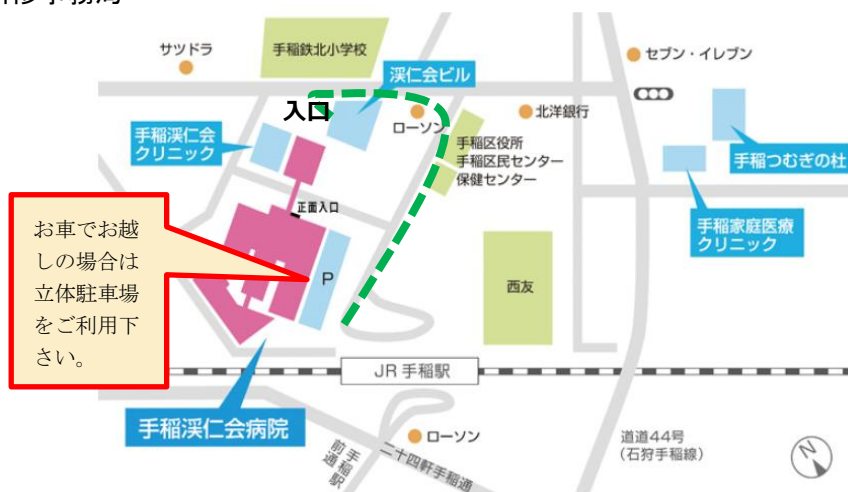 サツドラ
手稲鉄北小学校
セブン・イレブン
渓仁会ビル
入口
ローソン
北洋銀行
手稲渓仁会
クリニック
手稲区役所
手稲区民センター
保健センター
手稲つむぎの杜
正面入口
手稲家庭医療
クリニック
お車でお越
しの場合は
立体駐車場
をご利用下
さい。
P
西友
JR 手稲駅
手稲渓仁会病院
ローソン
手稲駅
前通
二十四軒手稲通
道道44号
(石狩手稲線)
N